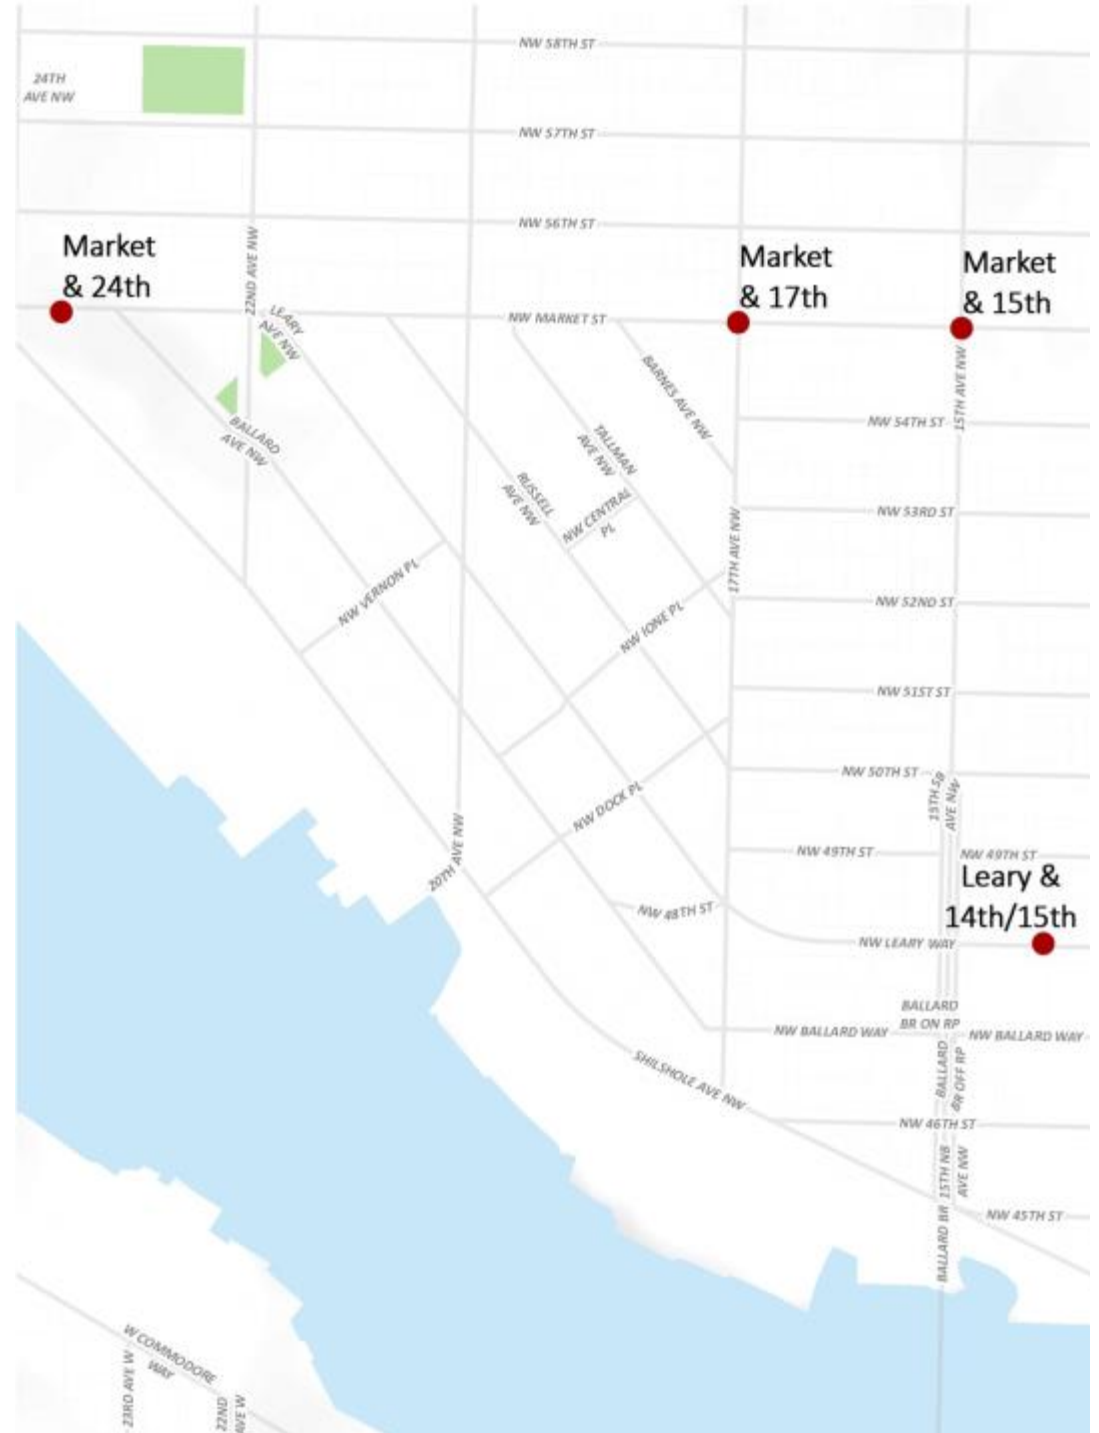 NW 58TH ST
24TH
AVE NW
NW 57TH ST
NW 56TH ST
22ND AVE NW
Market
& 24th
Market
& 17th
Market
& 15th
LEARY
AVE NW
NW MARKET ST
BARNES AVE NW
15TH AVE NW
NW 54TH ST
BALLARD
AVE NW
TALLMAN
AVE NW
RUSSELL
AVE NW
NW CENTRAL
PL
NW 53RD ST
17TH AVE NW
NW VERNON PL
NW IONE PL
NW 52ND ST
NW 51ST ST
NW 50TH ST
15TH SB
AVE NW
NW DOCK PL
20TH AVE NW
NW 49TH ST
NW 49TH ST
Leary &
14th/15th
NW 48TH ST
NW LEARY WAY
BALLARD
BR ON RP
NW BALLARD WAY
NW BALLARD WAY
SHILSHOLE AVE NW
BALLARD
BR OFF RP
NW 46TH ST
15TH NB
AVE NW
NW 45TH ST
BALLARD BR
W COMMODORE
WAY
23RD AVE W
22ND
AVE W